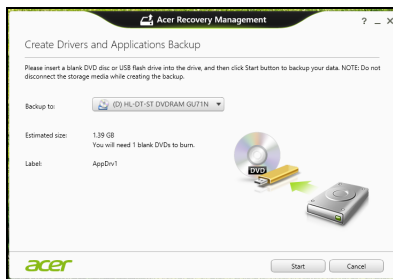 Acer Recovery Management
? _ X
Create Drivers and Applications Backup
Please insert a blank DVD disc or USB flash drive into the drive, and then click Start button to backup your data. NOTE: Do not
disconnect the storage media while creating the backup.
Backup to: (D) HL-DT-ST DVDRAM GU71N
Estimated size: 1.39 GB
You will need 1 blank DVDs to burn.
Label: AppDrv1
DVD
acer Start Cancel